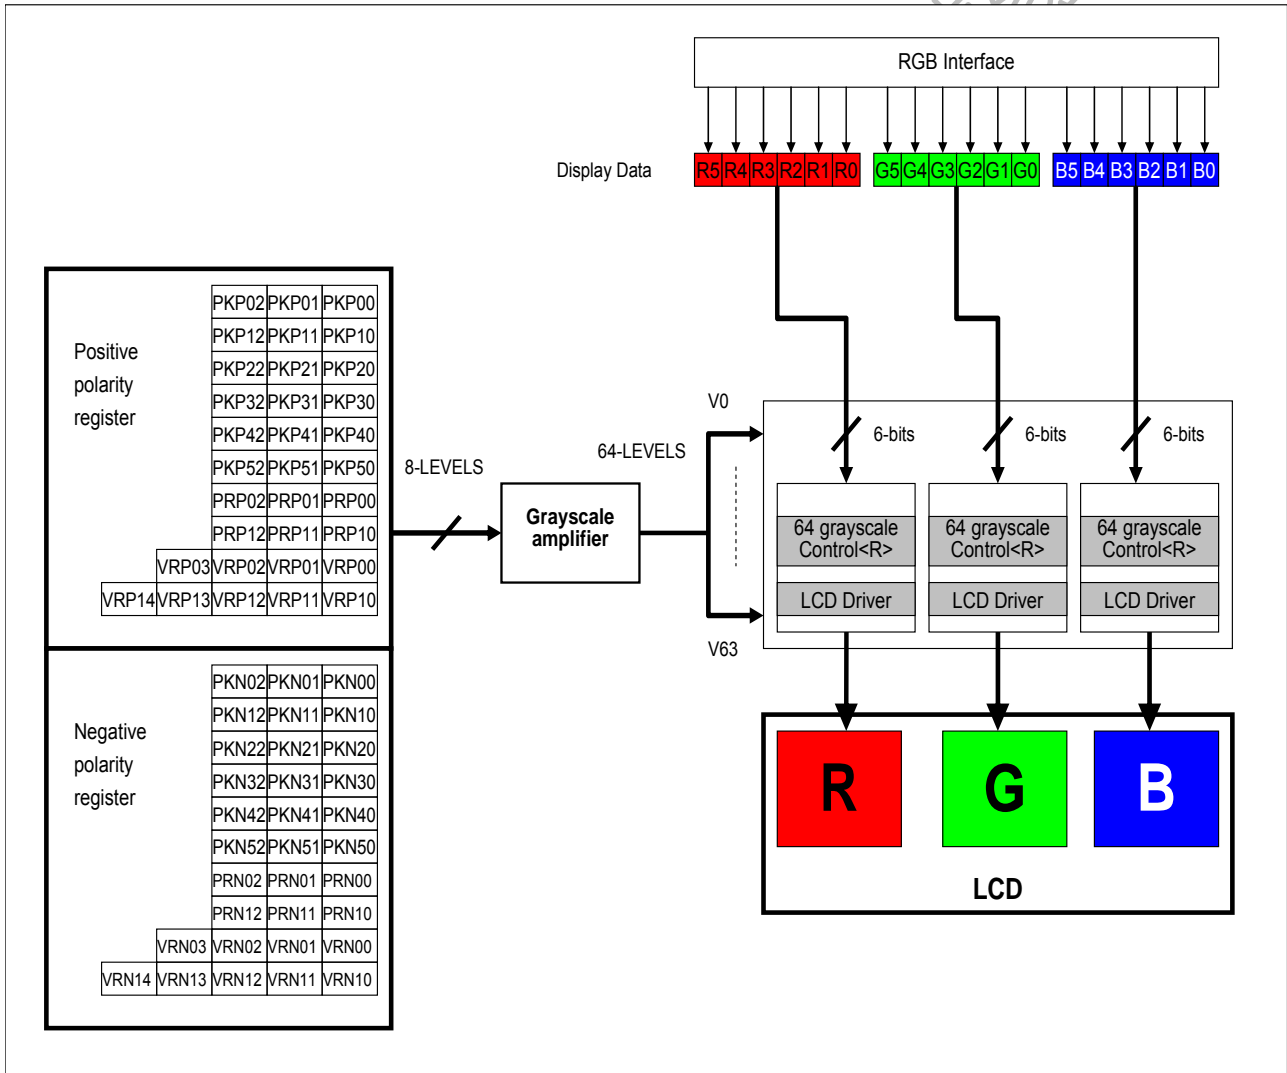 RGB Interface
Display Data
R5 R4 R3 R2 R1 R0 G5 G4 G3 G2 G1 G0 B5 B4 B3 B2 B1 B0
Positive
polarity
register
PKP02 PKP01 PKP00
PKP12 PKP11 PKP10
PKP22 PKP21 PKP20
PKP32 PKP31 PKP30
PKP42 PKP41 PKP40
PKP52 PKP51 PKP50
PRP02 PRP01 PRP00
PRP12 PRP11 PRP10
VRP03 VRP02 VRP01 VRP00
VRP14 VRP13 VRP12 VRP11 VRP10
8-LEVELS
Grayscale
amplifier
64-LEVELS
V0
V63
6-bits 6-bits 6-bits
64 grayscale 64 grayscale 64 grayscale
Control<R> Control<R> Control<R>
LCD Driver LCD Driver LCD Driver
Negative
polarity
register
PKN02 PKN01 PKN00
PKN12 PKN11 PKN10
PKN22 PKN21 PKN20
PKN32 PKN31 PKN30
PKN42 PKN41 PKN40
PKN52 PKN51 PKN50
PRN02 PRN01 PRN00
PRN12 PRN11 PRN10
VRN03 VRN02 VRN01 VRN00
VRN14 VRN13 VRN12 VRN11 VRN10
R G B
LCD